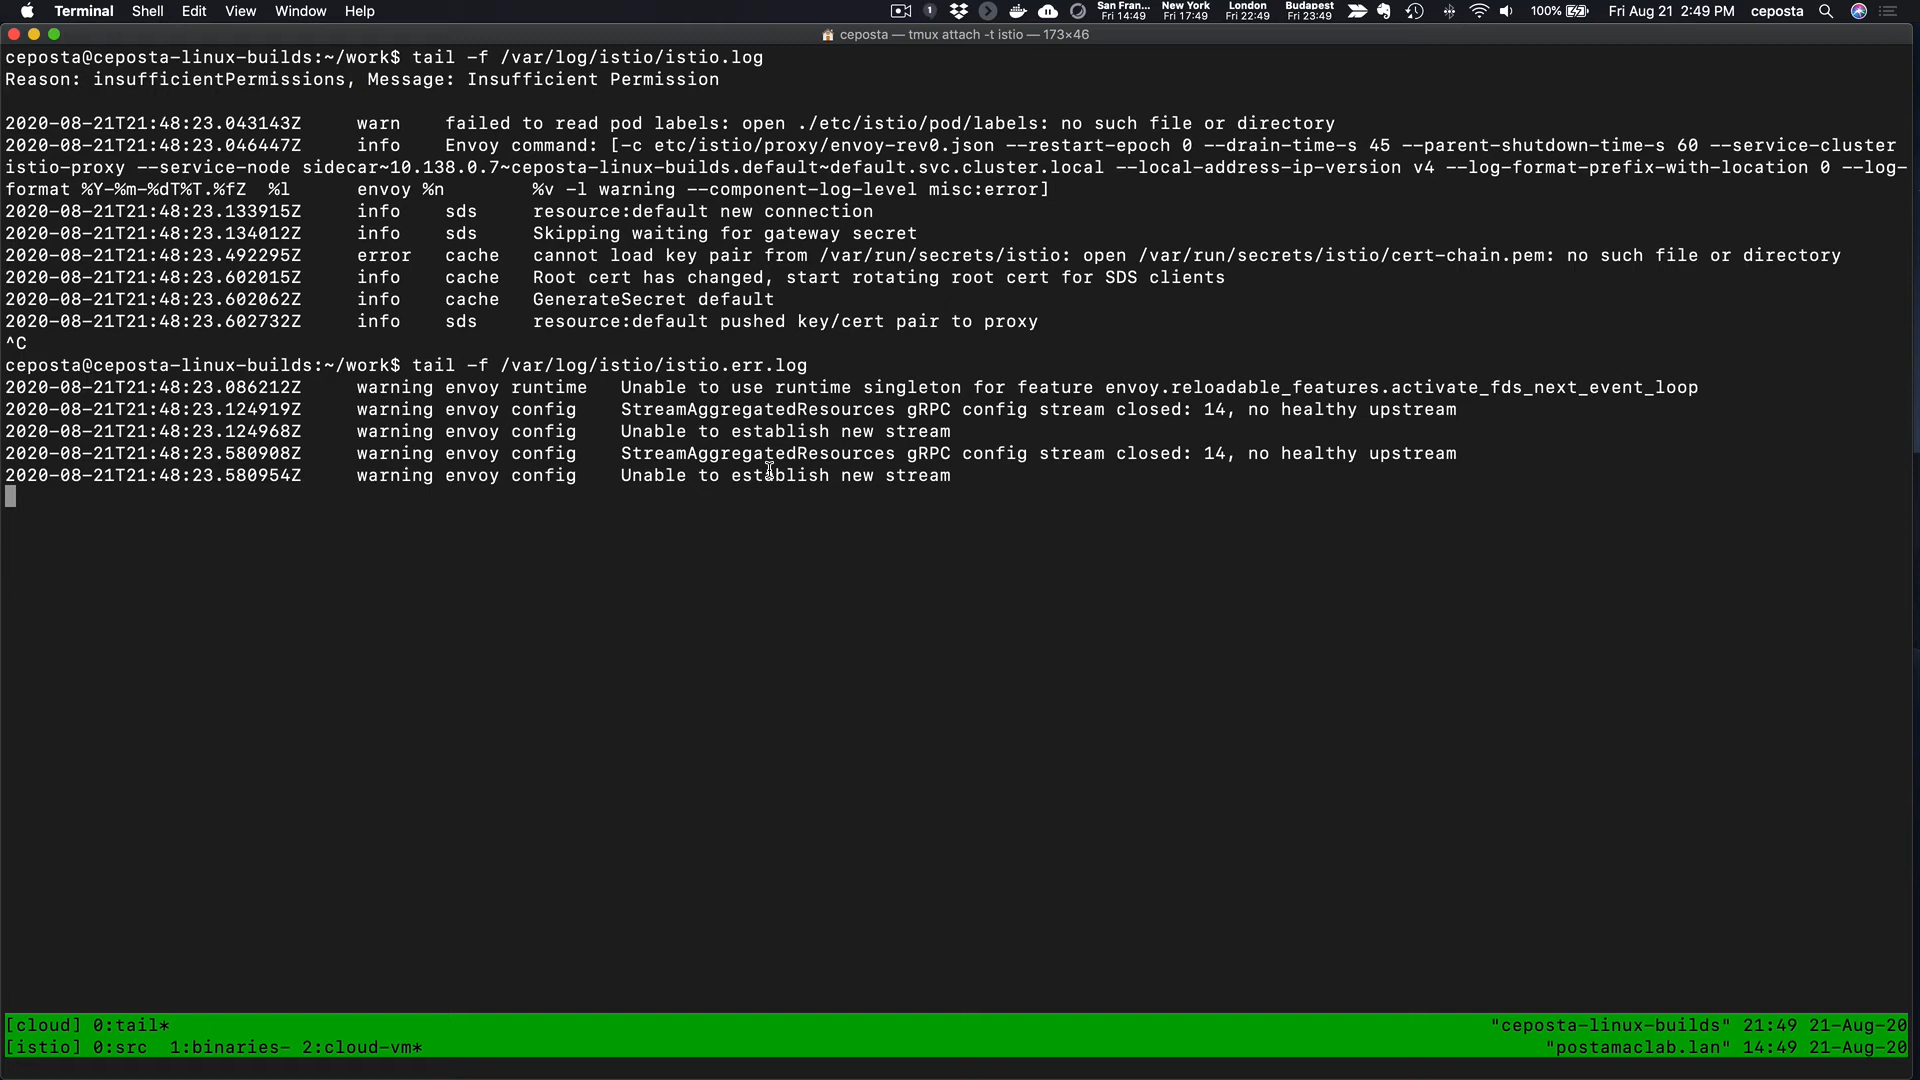 Terminal Shell Edit View Window Help 1 San Fran... Fri 14:49 New York Fri 17:49 London Fri 22:49 Budapest Fri 23:49 100% Fri Aug 21 2:49 PM ceposta
ceposta — tmux attach -t istio — 173×46
ceposta@ceposta-linux-builds:~/work$ tail -f /var/log/istio/istio.log
Reason: insufficientPermissions, Message: Insufficient Permission
2020-08-21T21:48:23.043143Z warn failed to read pod labels: open ./etc/istio/pod/labels: no such file or directory
2020-08-21T21:48:23.046447Z info Envoy command: [-c etc/istio/proxy/envoy-rev0.json --restart-epoch 0 --drain-time-s 45 --parent-shutdown-time-s 60 --service-cluster
istio-proxy --service-node sidecar~10.138.0.7~ceposta-linux-builds.default~default.svc.cluster.local --local-address-ip-version v4 --log-format-prefix-with-location 0 --log-
format %Y-%m-%dT%T.%fZ %l envoy %n %v -l warning --component-log-level misc:error]
2020-08-21T21:48:23.133915Z info sds resource:default new connection
2020-08-21T21:48:23.134012Z info sds Skipping waiting for gateway secret
2020-08-21T21:48:23.492295Z error cache cannot load key pair from /var/run/secrets/istio: open /var/run/secrets/istio/cert-chain.pem: no such file or directory
2020-08-21T21:48:23.602015Z info cache Root cert has changed, start rotating root cert for SDS clients
2020-08-21T21:48:23.602062Z info cache GenerateSecret default
2020-08-21T21:48:23.602732Z info sds resource:default pushed key/cert pair to proxy
^C
ceposta@ceposta-linux-builds:~/work$ tail -f /var/log/istio/istio.err.log
2020-08-21T21:48:23.086212Z warning envoy runtime Unable to use runtime singleton for feature envoy.reloadable_features.activate_fds_next_event_loop
2020-08-21T21:48:23.124919Z warning envoy config StreamAggregatedResources gRPC config stream closed: 14, no healthy upstream
2020-08-21T21:48:23.124968Z warning envoy config Unable to establish new stream
2020-08-21T21:48:23.580908Z warning envoy config StreamAggregatedResources gRPC config stream closed: 14, no healthy upstream
2020-08-21T21:48:23.580954Z warning envoy config Unable to establish new stream
[cloud] 0:tail* "ceposta-linux-builds" 21:49 21-Aug-20
[istio] 0:src 1:binaries- 2:cloud-vm* "postamaclab.lan" 14:49 21-Aug-20